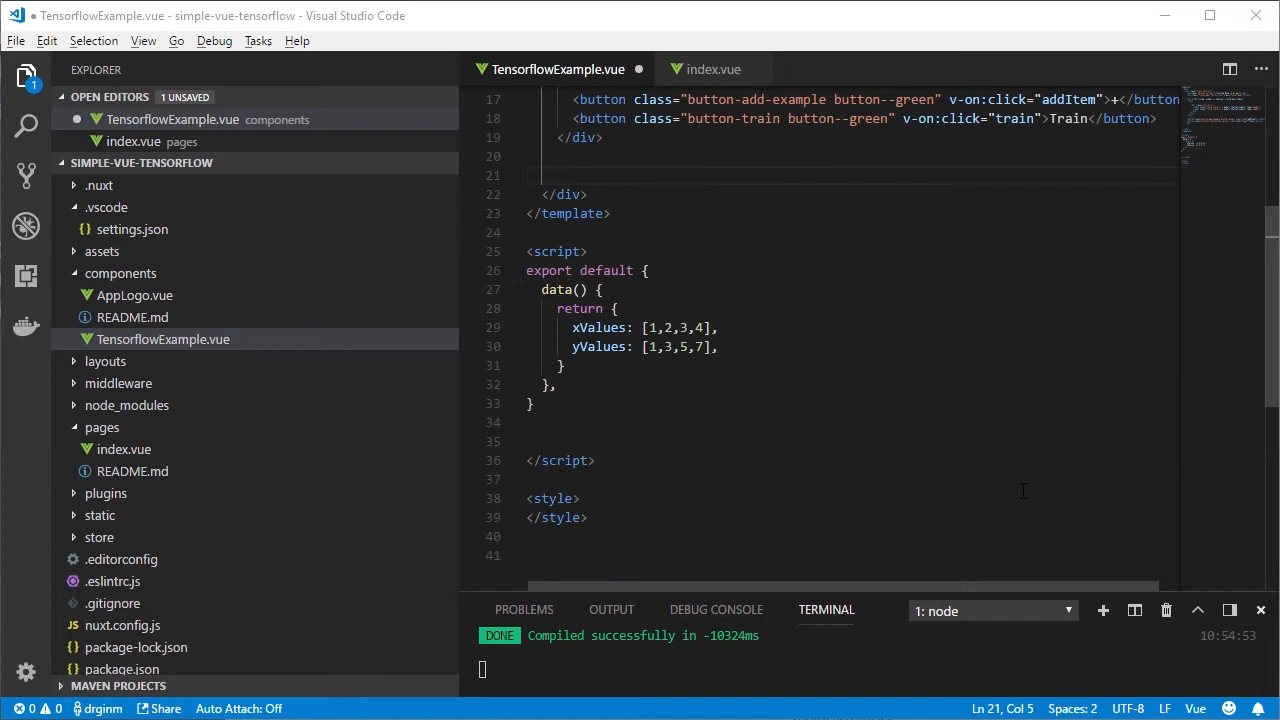 TensorflowExample.vue - simple-vue-tensorflow - Visual Studio Code
File Edit Selection View Go Debug Tasks Help
1
EXPLORER
OPEN EDITORS 1 UNSAVED
TensorflowExample.vue components
index.vue pages
SIMPLE-VUE-TENSORFLOW
.nuxt
.vscode
{} settings.json
assets
components
AppLogo.vue
README.md
TensorflowExample.vue
layouts
middleware
node_modules
pages
index.vue
README.md
plugins
static
store
.editorconfig
.eslintrc.js
.gitignore
JS nuxt.config.js
{} package-lock.json
{} package.json
MAVEN PROJECTS
TensorflowExample.vue index.vue
17 <button class="button-add-example button--green" v-on:click="addItem">+</button
18 <button class="button-train button--green" v-on:click="train">Train</button>
19 </div>
20
21
22 </div>
23 </template>
24
25 <script>
26 export default {
27 data() {
28 return {
29 xValues: [1,2,3,4],
30 yValues: [1,3,5,7],
31 }
32 },
33 }
34
35
36 </script>
37
38 <style>
39 </style>
40
41
PROBLEMS OUTPUT DEBUG CONSOLE TERMINAL 1: node
DONE Compiled successfully in -10324ms 10:54:53
0 0 drginm Share Auto Attach: Off Ln 21, Col 5 Spaces: 2 UTF-8 LF Vue